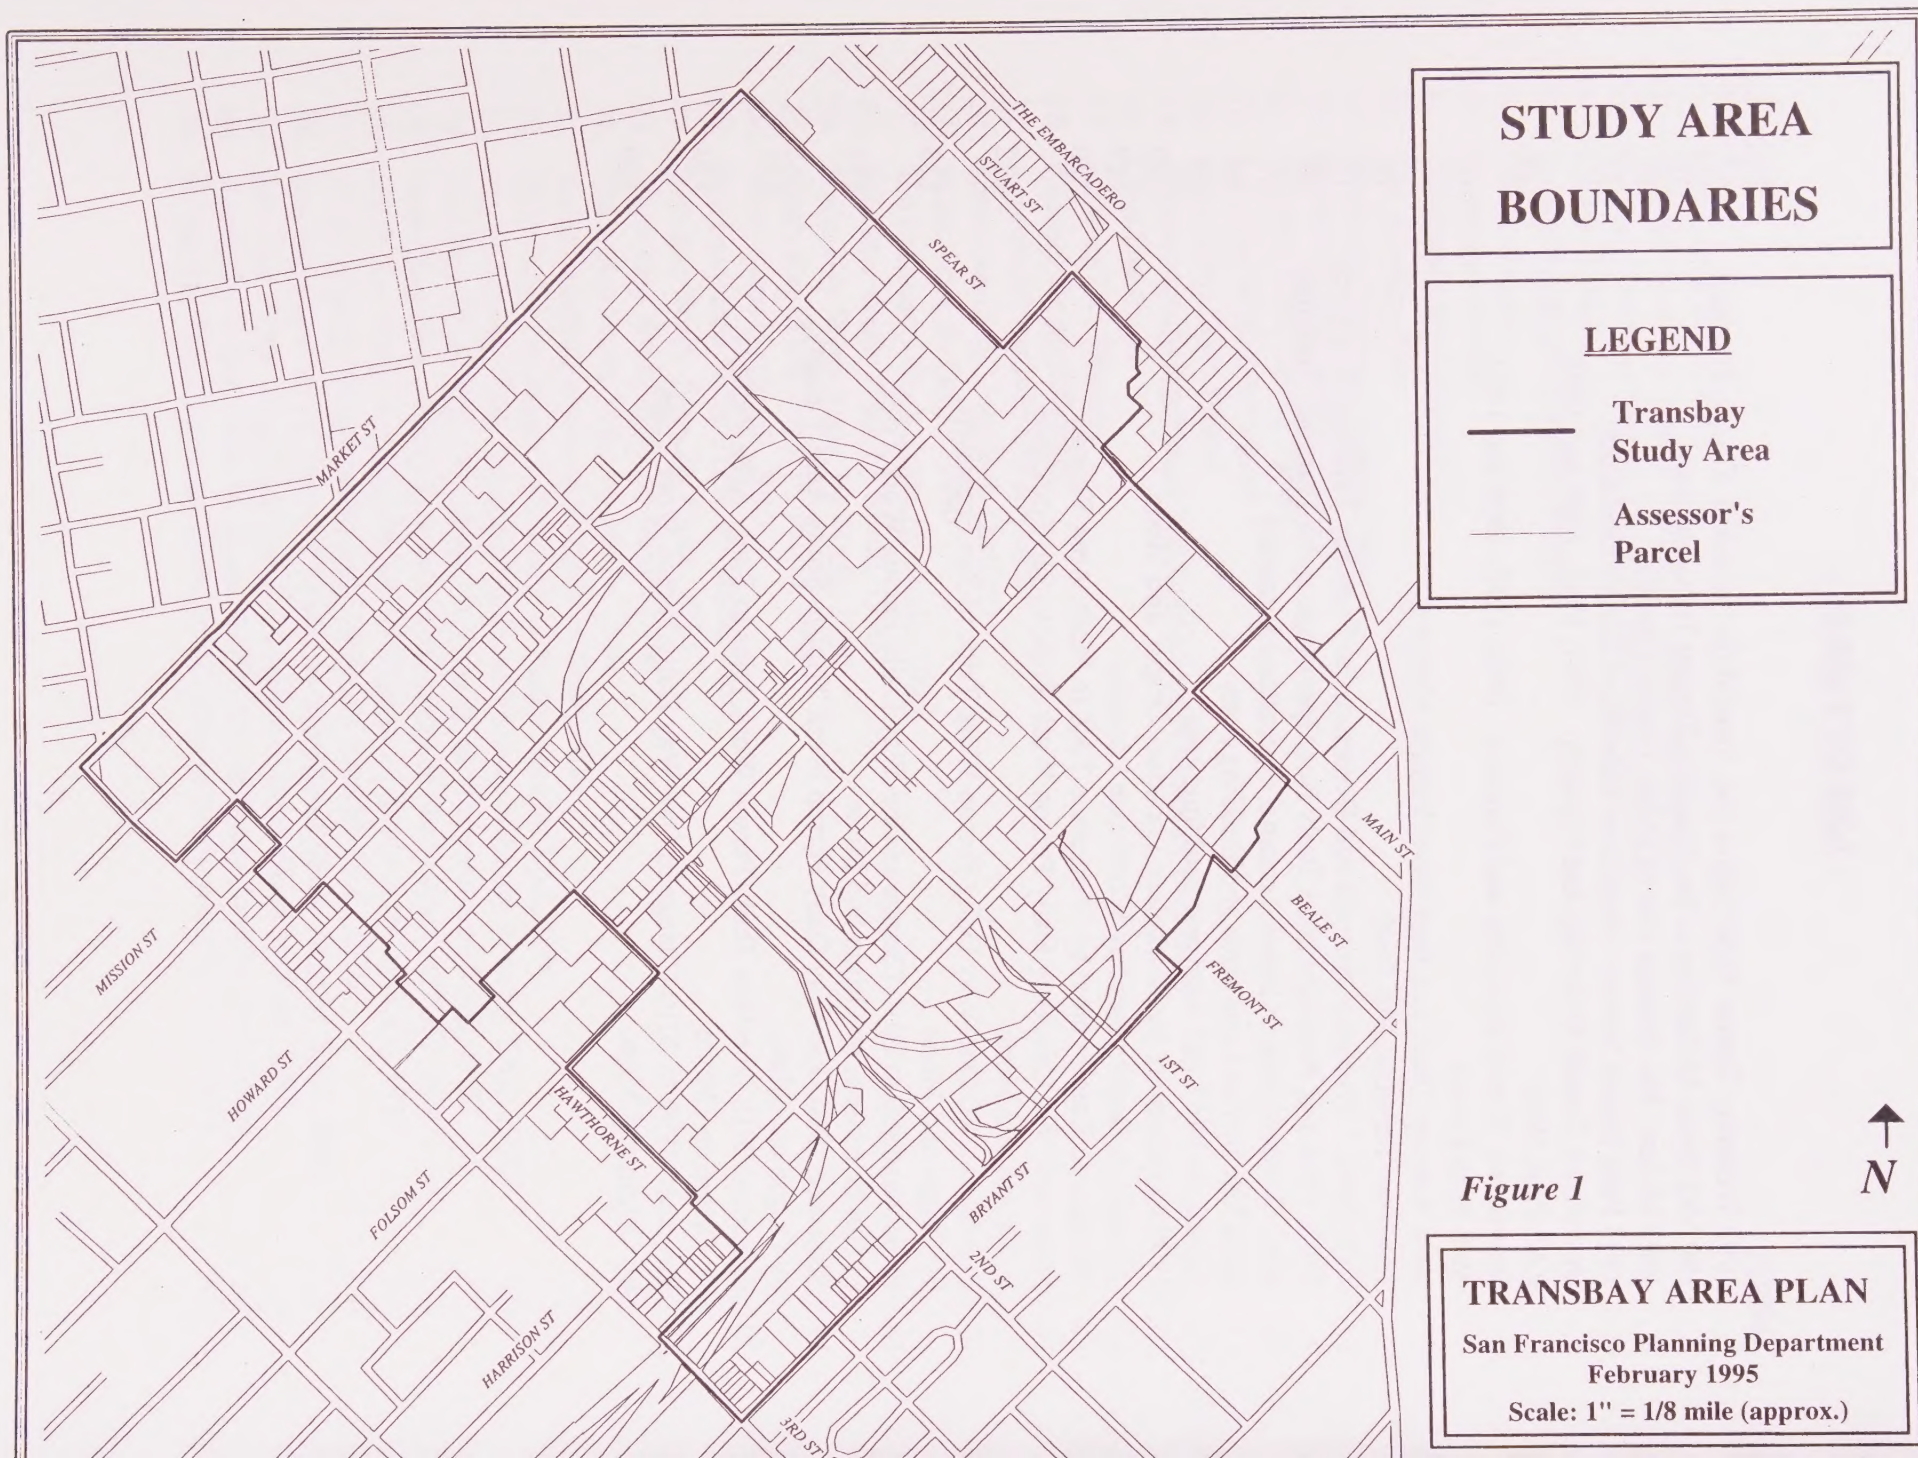 STUDY AREA
BOUNDARIES
LEGEND
Transbay
Study Area
Assessor's
Parcel
THE EMBARCADERO
STUART ST
SPEAR ST
MARKET ST
MAIN ST
BEALE ST
MISSION ST
FREMONT ST
HOWARD ST
1ST ST
HAWTHORNE ST
FOLSOM ST
BRYANT ST
2ND ST
HARRISON ST
3RD ST
N
Figure 1
TRANSBAY AREA PLAN
San Francisco Planning Department
February 1995
Scale: 1" = 1/8 mile (approx.)